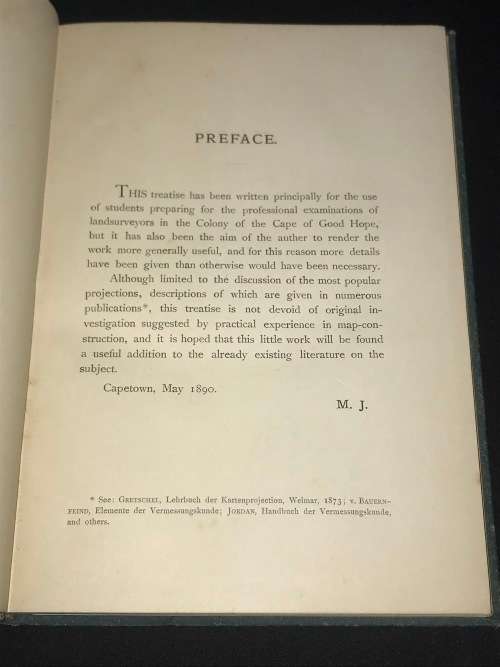 PREFACE.
THIS treatise has been written principally for the use
of students preparing for the professional examinations of
landsurveyors in the Colony of the Cape of Good Hope,
but it has also been the aim of the auther to render the
work more generally useful, and for this reason more details
have been given than otherwise would have been necessary.
Although limited to the discussion of the most popular
projections, descriptions of which are given in numerous
publications*, this treatise is not devoid of original in-
vestigation suggested by practical experience in map-con-
struction, and it is hoped that this little work will be found
a useful addition to the already existing literature on the
subject.
Capetown, May 1890.
M. J.
* See: GRETSCHEL, Lehrbuch der Kartenprojection, Weimar, 1873; v. BAUERN-
FEIND, Elemente der Vermessungskunde; JORDAN, Handbuch der Vermessungskunde,
and others.